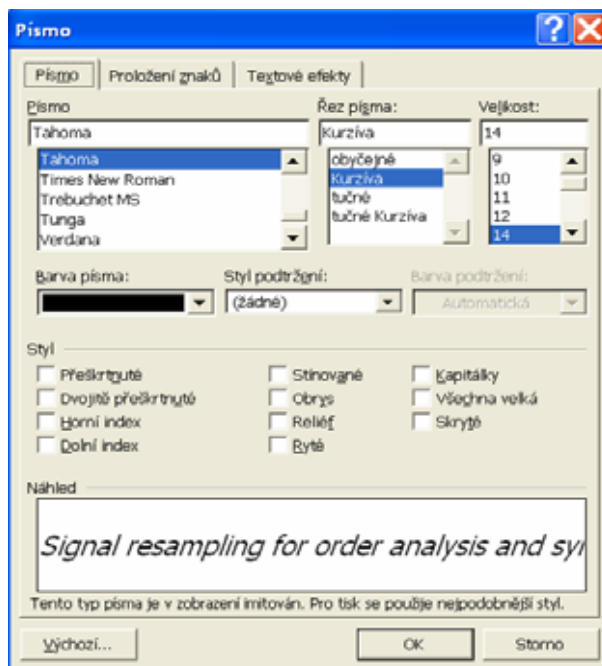 Písmo
Písmo Proložení znaků Textové efekty
Písmo Řez písma: Velikost:
Tahoma Kurzíva 14
Tahoma obyčejné 9
Times New Roman Kurzíva 10
Trebuchet MS tučné 11
Tunga tučné Kurzíva 12
Verdana 14
Barva písma: Styl podtržení: Barva podtržení:
(žádné) Automatická
Styl
Přeškrtnuté Stínované Kapitálky
Dvojitě přeškrtnuté Obrys Všechna velká
Horní index Reliéf Skryté
Dolní index Ryté
Náhled
Signal resampling for order analysis and syn
Tento typ písma je v zobrazení imitován. Pro tisk se použije nejpodobnější styl.
Výchozí... OK Storno